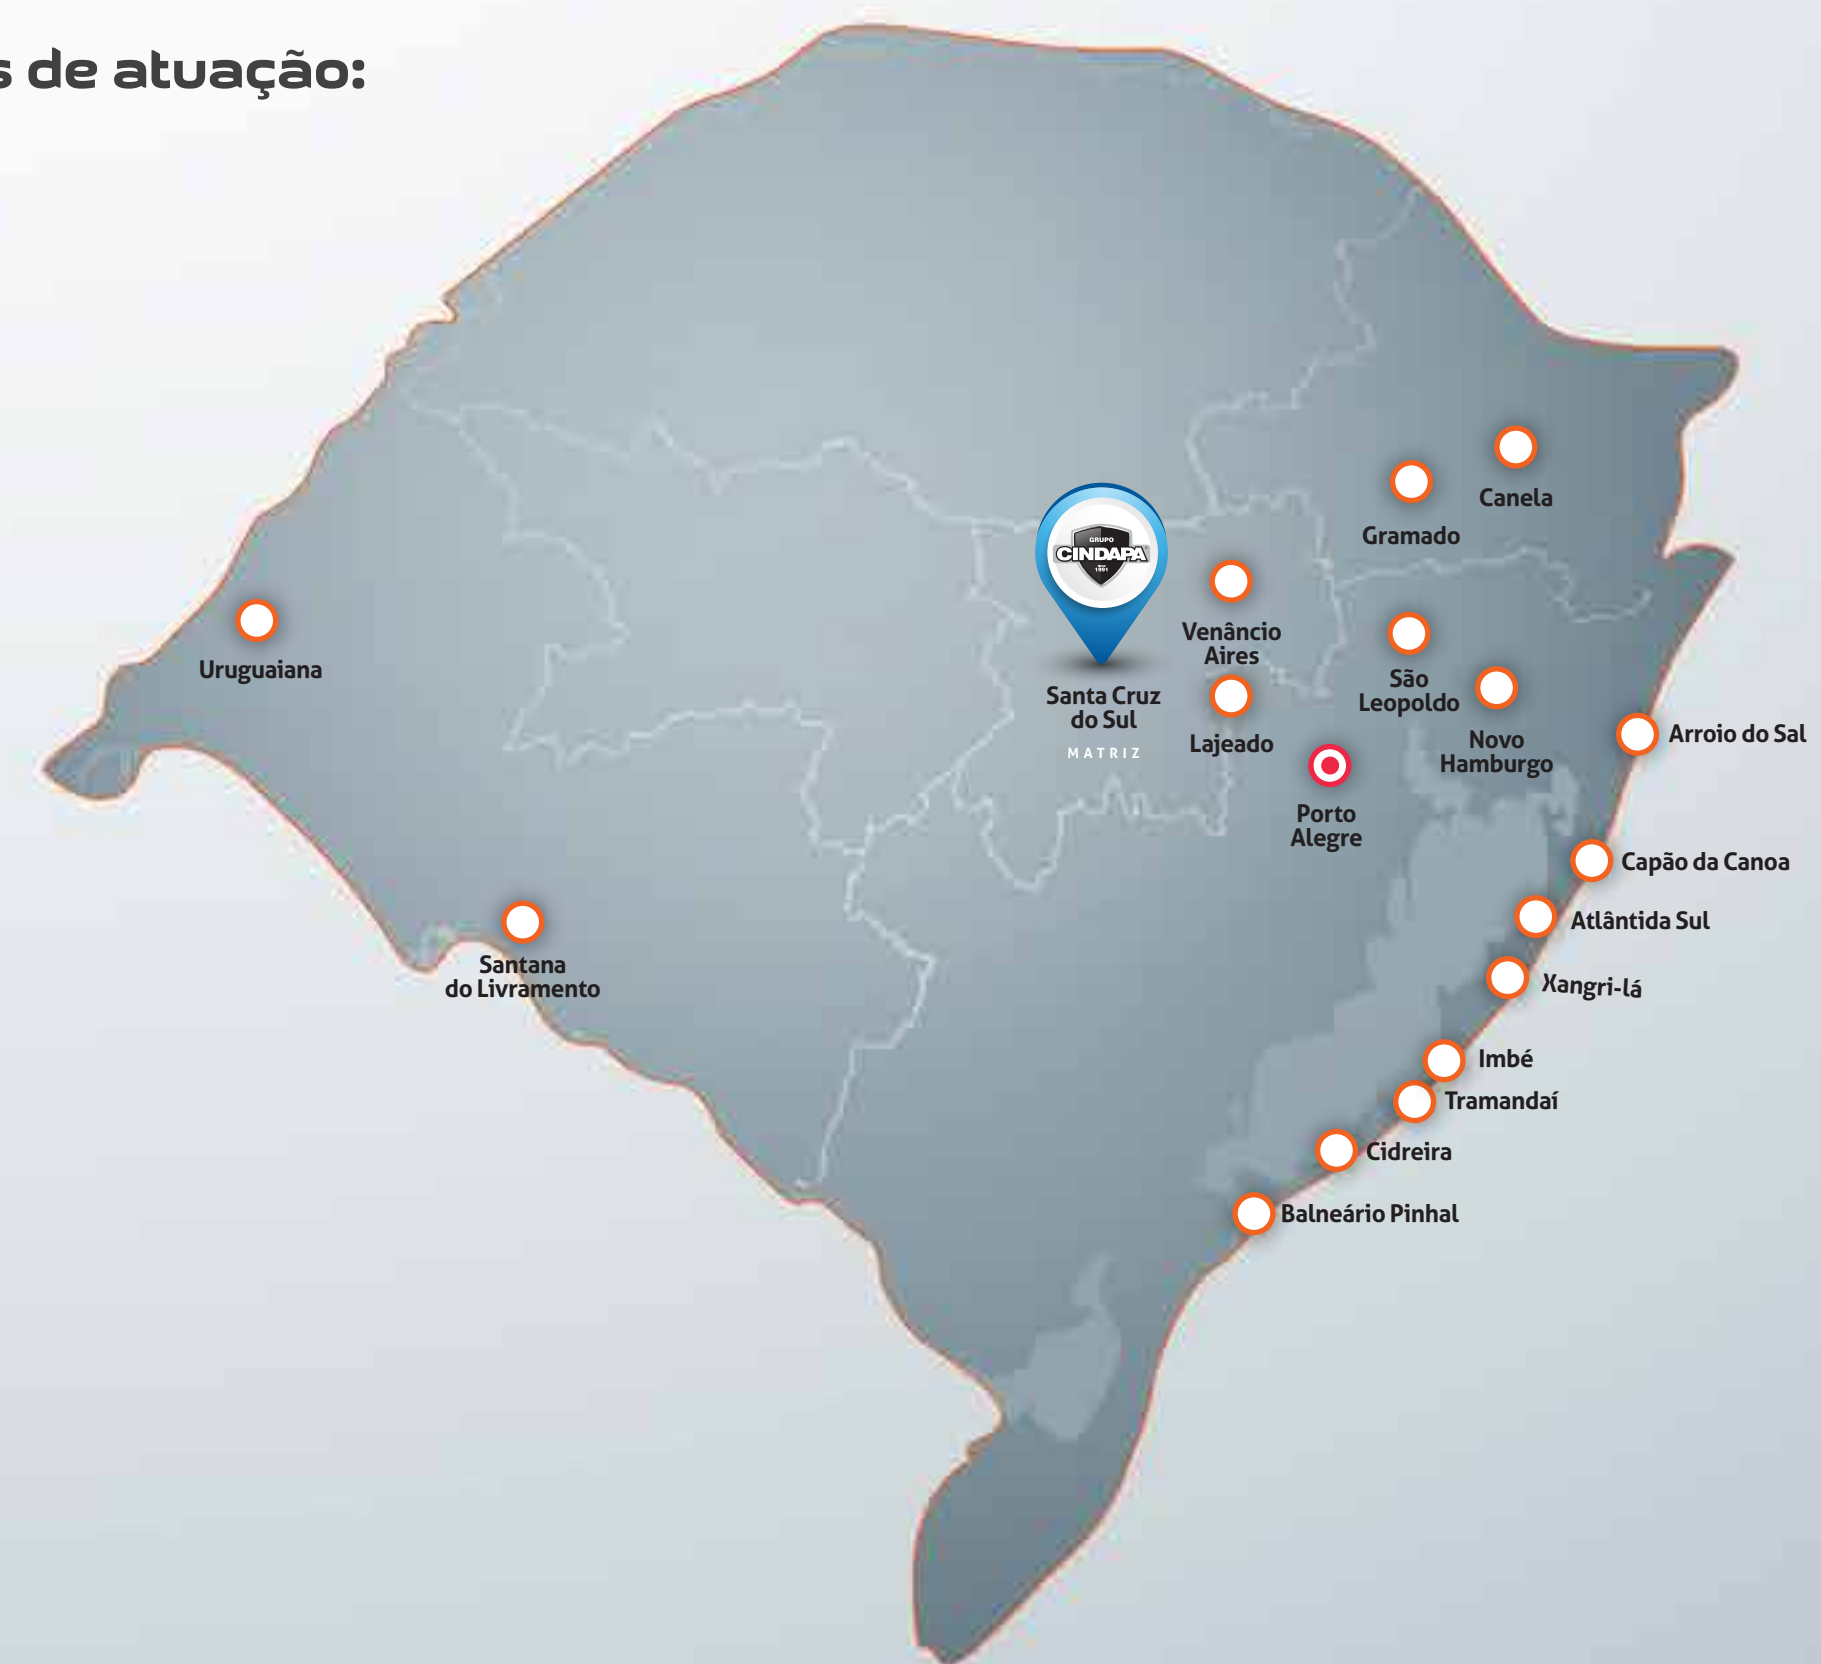 s de atuação:
Canela
Gramado
GRUPO
CINDAPA
1991
Venâncio
Aires
Uruguaiana
São
Leopoldo
Santa Cruz
do Sul
MATRIZ
Lajeado
Novo
Hamburgo
Arroio do Sal
Porto
Alegre
Capão da Canoa
Atlântida Sul
Santana
do Livramento
Xangri-lá
Imbé
Tramandaí
Cidreira
Balneário Pinhal